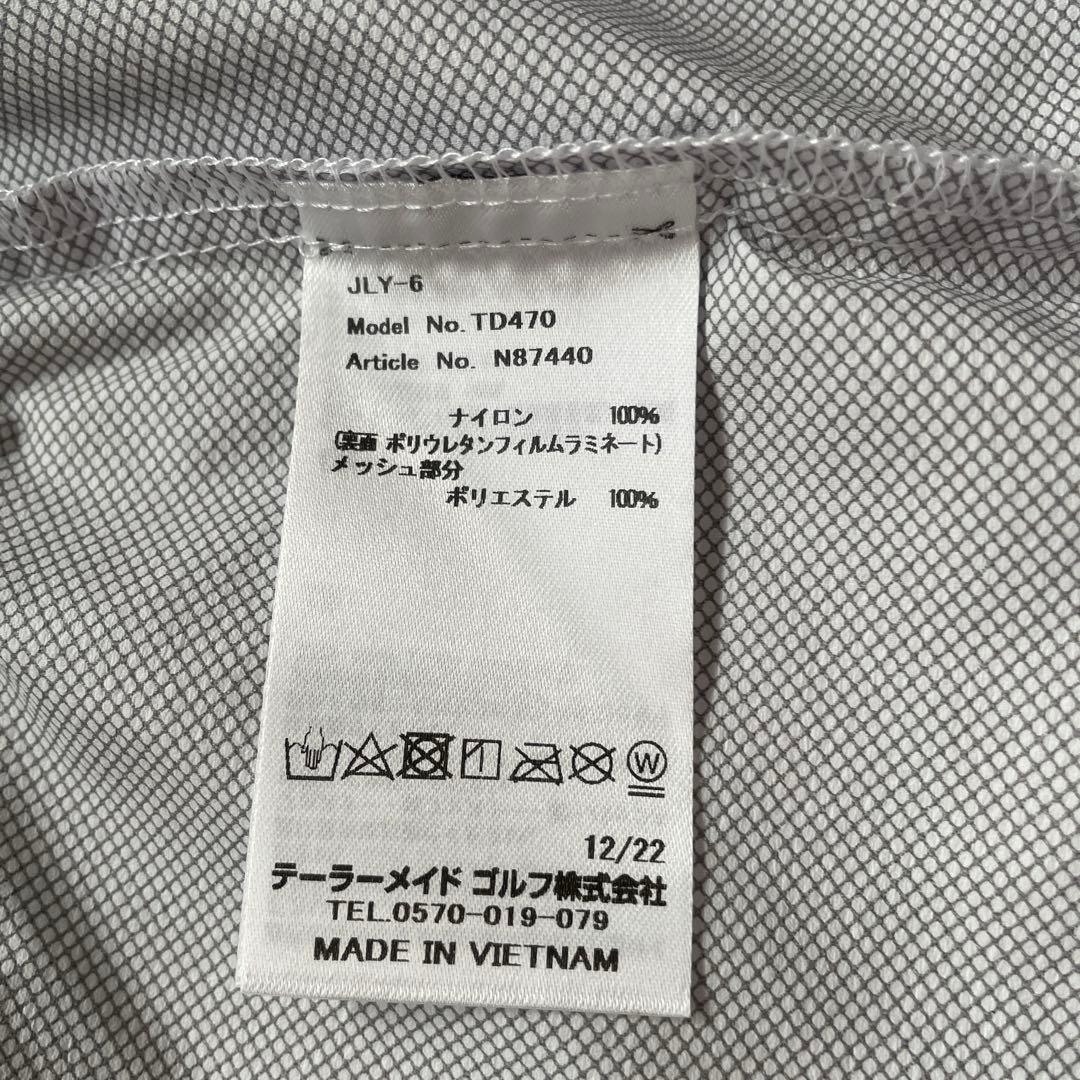 JLY-6
Model No. TD470
Article No. N87440
ナイロン 100%
(裏面 ポリウレタンフィルムラミネート)
メッシュ部分
ポリエステル 100%
W
12/22
テーラーメイド ゴルフ株式会社
TEL.0570-019-079
MADE IN VIETNAM